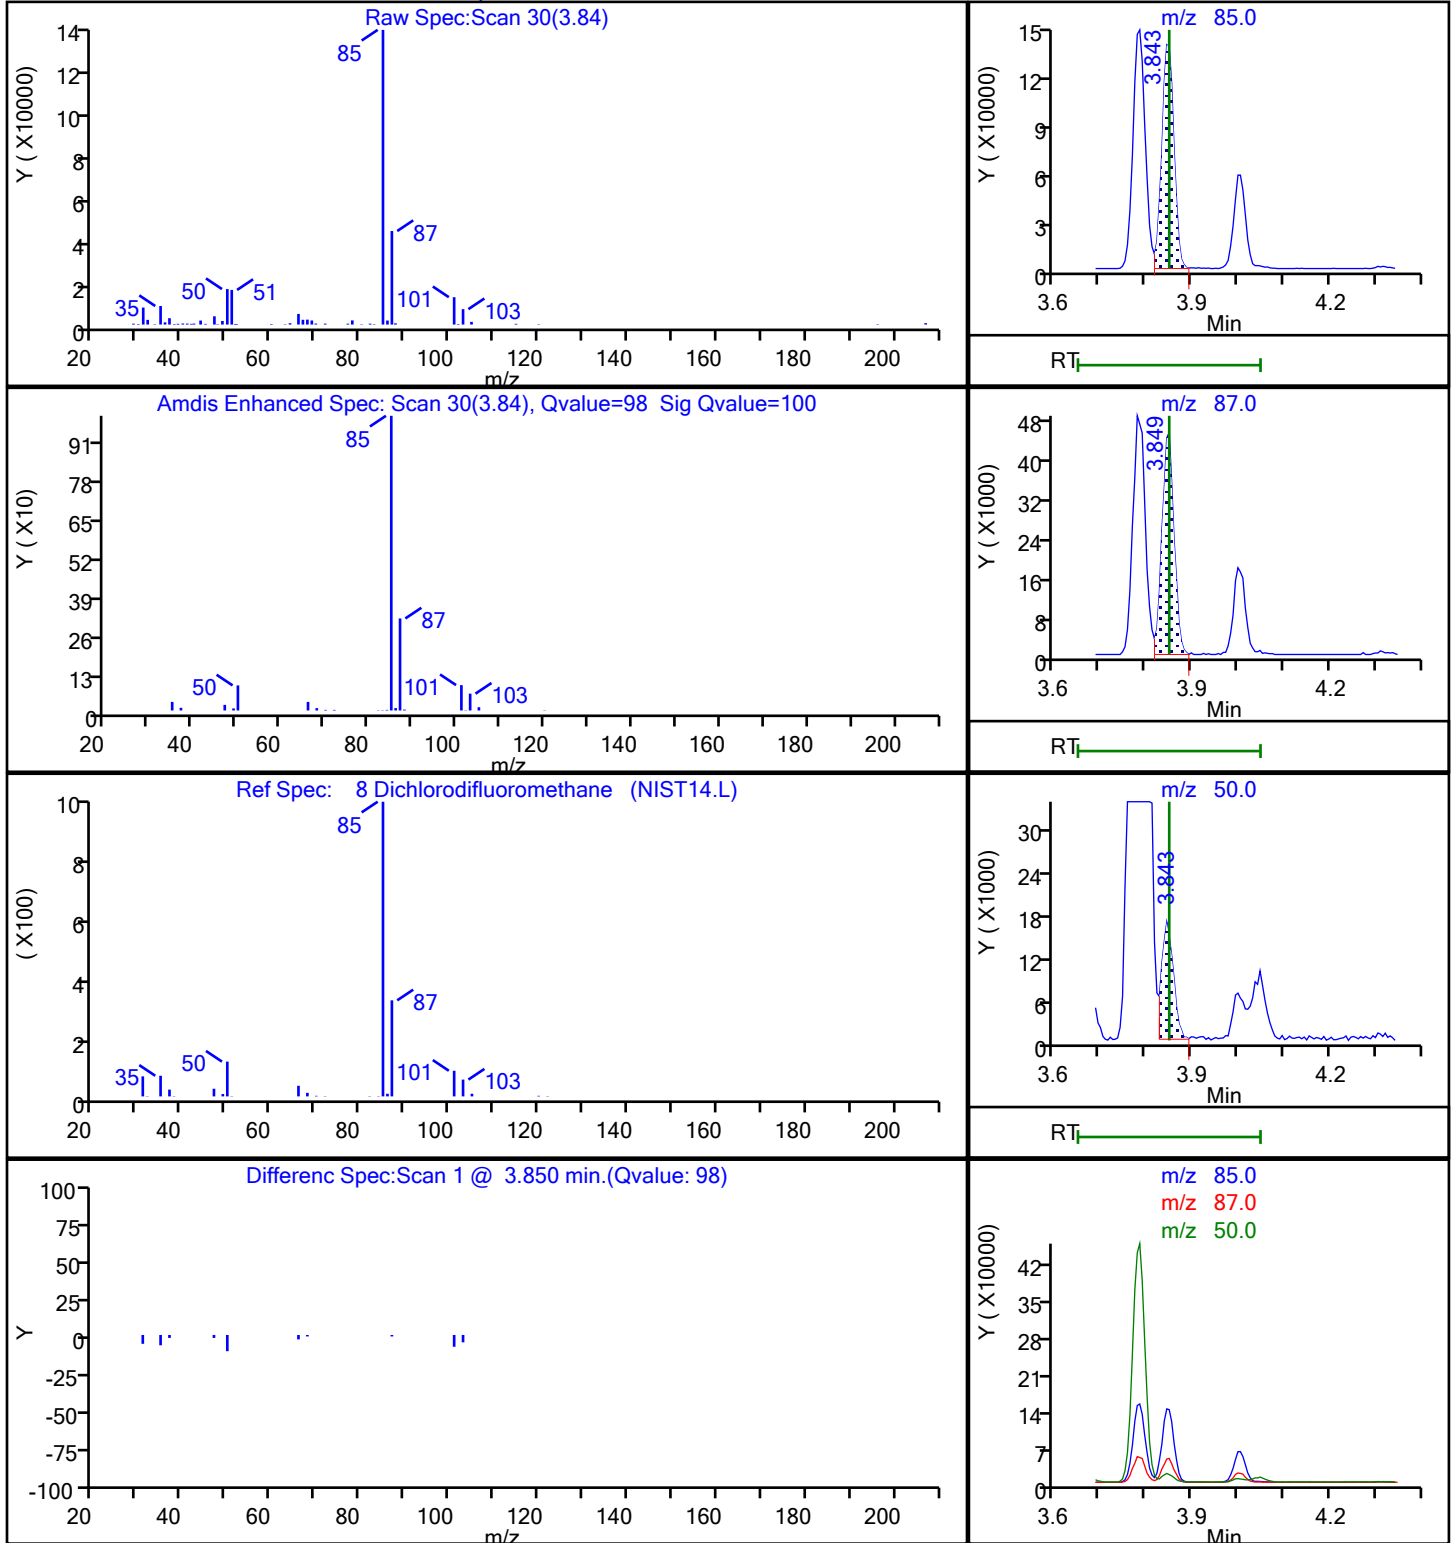 Raw Spec:Scan 30(3.84)
Y ( X10000)
14
12
10
8
6
4
2
0
85
87
35
50
51
101
103
20 40 60 80 100 120 140 160 180 200
m/z
m/z 85.0
Y ( X10000)
15
12
9
6
3
0
3.843
3.6 3.9 4.2
Min
RT
Amdis Enhanced Spec: Scan 30(3.84), Qvalue=98 Sig Qvalue=100
Y ( X10)
91
78
65
52
39
26
13
0
85
87
50
101
103
20 40 60 80 100 120 140 160 180 200
m/z
m/z 87.0
Y ( X1000)
48
40
32
24
16
8
0
3.849
3.6 3.9 4.2
Min
RT
Ref Spec: 8 Dichlorodifluoromethane (NIST14.L)
( X100)
10
8
6
4
2
0
85
87
35
50
101
103
20 40 60 80 100 120 140 160 180 200
m/z 50.0
Y ( X1000)
30
24
18
12
6
0
3.843
3.6 3.9 4.2
Min
RT
Differenc Spec:Scan 1 @ 3.850 min.(Qvalue: 98)
Y
100
75
50
25
0
-25
-50
-75
-100
20 40 60 80 100 120 140 160 180 200
m/z
m/z 85.0
m/z 87.0
m/z 50.0
Y ( X10000)
42
35
28
21
14
7
0
3.6 3.9 4.2
Min